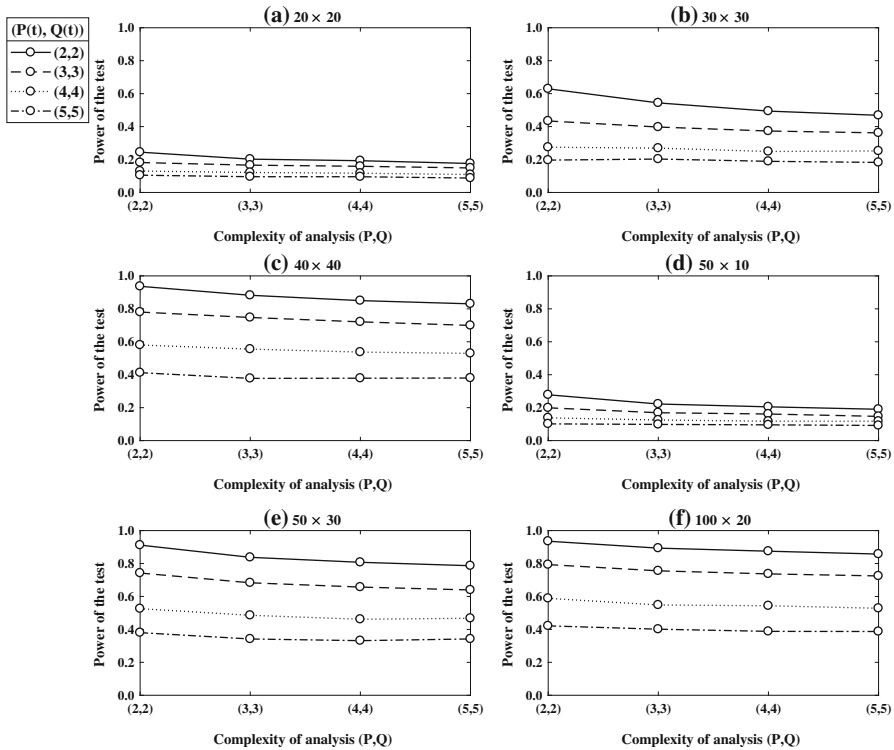 (P(t), Q(t))
(2,2)
(3,3)
(4,4)
(5,5)
(a) 20 × 20
1.0
0.8
0.6
0.4
0.2
0.0
Power of the test
(2,2) (3,3) (4,4) (5,5)
Complexity of analysis (P,Q)
(b) 30 × 30
1.0
0.8
0.6
0.4
0.2
0.0
Power of the test
(2,2) (3,3) (4,4) (5,5)
Complexity of analysis (P,Q)
(c) 40 × 40
1.0
0.8
0.6
0.4
0.2
0.0
Power of the test
(2,2) (3,3) (4,4) (5,5)
Complexity of analysis (P,Q)
(d) 50 × 10
1.0
0.8
0.6
0.4
0.2
0.0
Power of the test
(2,2) (3,3) (4,4) (5,5)
Complexity of analysis (P,Q)
(e) 50 × 30
1.0
0.8
0.6
0.4
0.2
0.0
Power of the test
(2,2) (3,3) (4,4) (5,5)
Complexity of analysis (P,Q)
(f) 100 × 20
1.0
0.8
0.6
0.4
0.2
0.0
Power of the test
(2,2) (3,3) (4,4) (5,5)
Complexity of analysis (P,Q)